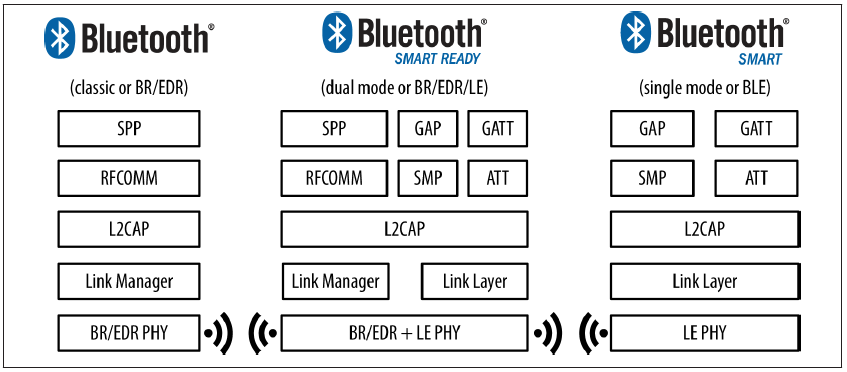 Bluetooth®
(classic or BR/EDR)
SPP
RFCOMM
L2CAP
Link Manager
BR/EDR PHY
Bluetooth®
SMART READY
(dual mode or BR/EDR/LE)
SPP GAP GATT
RFCOMM SMP ATT
L2CAP
Link Manager Link Layer
BR/EDR + LE PHY
Bluetooth®
SMART
(single mode or BLE)
GAP GATT
SMP ATT
L2CAP
Link Layer
LE PHY